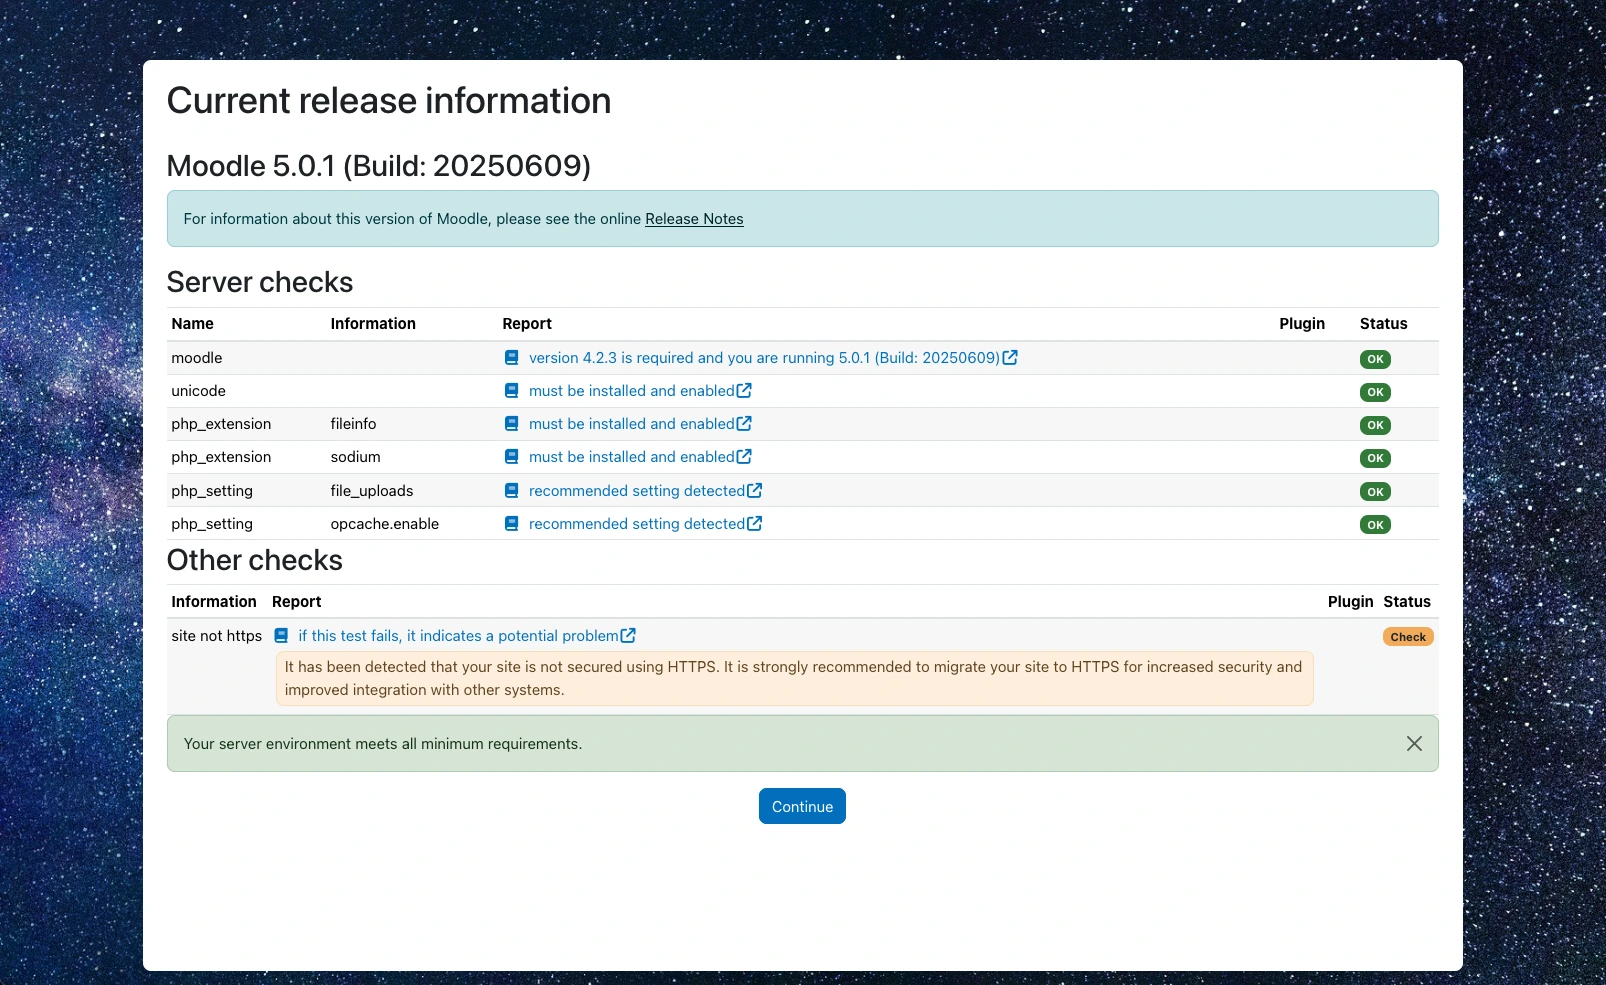 Current release information
Moodle 5.0.1 (Build: 20250609)
For information about this version of Moodle, please see the online Release Notes
Server checks
Name Information Report Plugin Status
moodle version 4.2.3 is required and you are running 5.0.1 (Build: 20250609) OK
unicode must be installed and enabled OK
php_extension fileinfo must be installed and enabled OK
php_extension sodium must be installed and enabled OK
php_setting file_uploads recommended setting detected OK
php_setting opcache.enable recommended setting detected OK
Other checks
Information Report Plugin Status
site not https if this test fails, it indicates a potential problem Check
It has been detected that your site is not secured using HTTPS. It is strongly recommended to migrate your site to HTTPS for increased security and
improved integration with other systems.
Your server environment meets all minimum requirements.
Continue